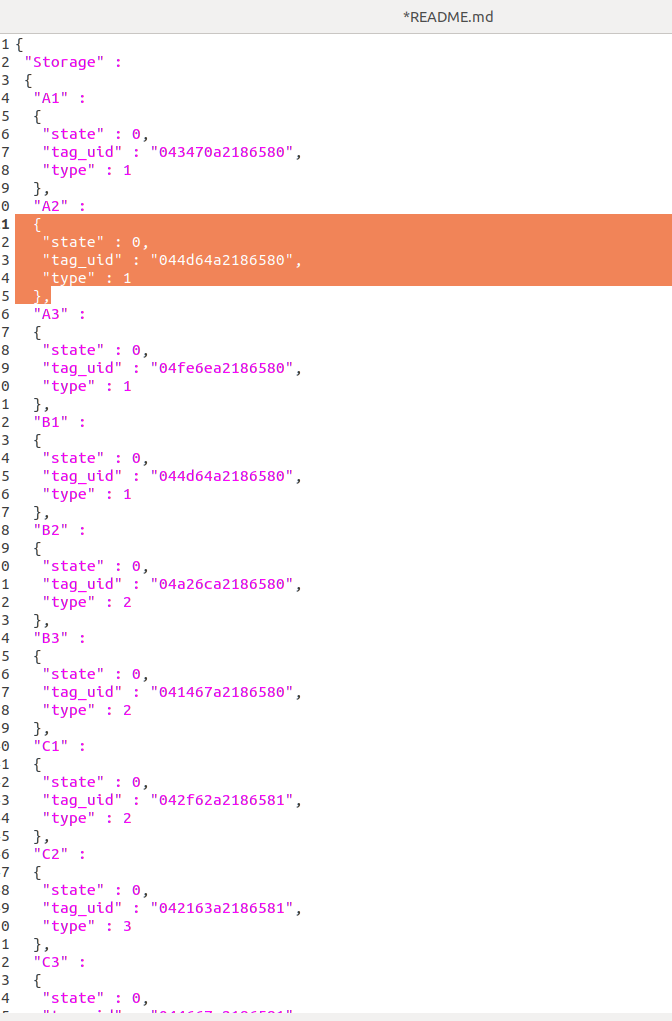 *README.md
1 {
2  "Storage" :
3  {
4   "A1" :
5   {
6    "state" : 0,
7    "tag_uid" : "043470a2186580",
8    "type" : 1
9   },
0   "A2" :
1   {
2    "state" : 0,
3    "tag_uid" : "044d64a2186580",
4    "type" : 1
5   },
6   "A3" :
7   {
8    "state" : 0,
9    "tag_uid" : "04fe6ea2186580",
0    "type" : 1
1   },
2   "B1" :
3   {
4    "state" : 0,
5    "tag_uid" : "044d64a2186580",
6    "type" : 1
7   },
8   "B2" :
9   {
0    "state" : 0,
1    "tag_uid" : "04a26ca2186580",
2    "type" : 2
3   },
4   "B3" :
5   {
6    "state" : 0,
7    "tag_uid" : "041467a2186580",
8    "type" : 2
9   },
0   "C1" :
1   {
2    "state" : 0,
3    "tag_uid" : "042f62a2186581",
4    "type" : 2
5   },
6   "C2" :
7   {
8    "state" : 0,
9    "tag_uid" : "042163a2186581",
0    "type" : 3
1   },
2   "C3" :
3   {
4    "state" : 0,